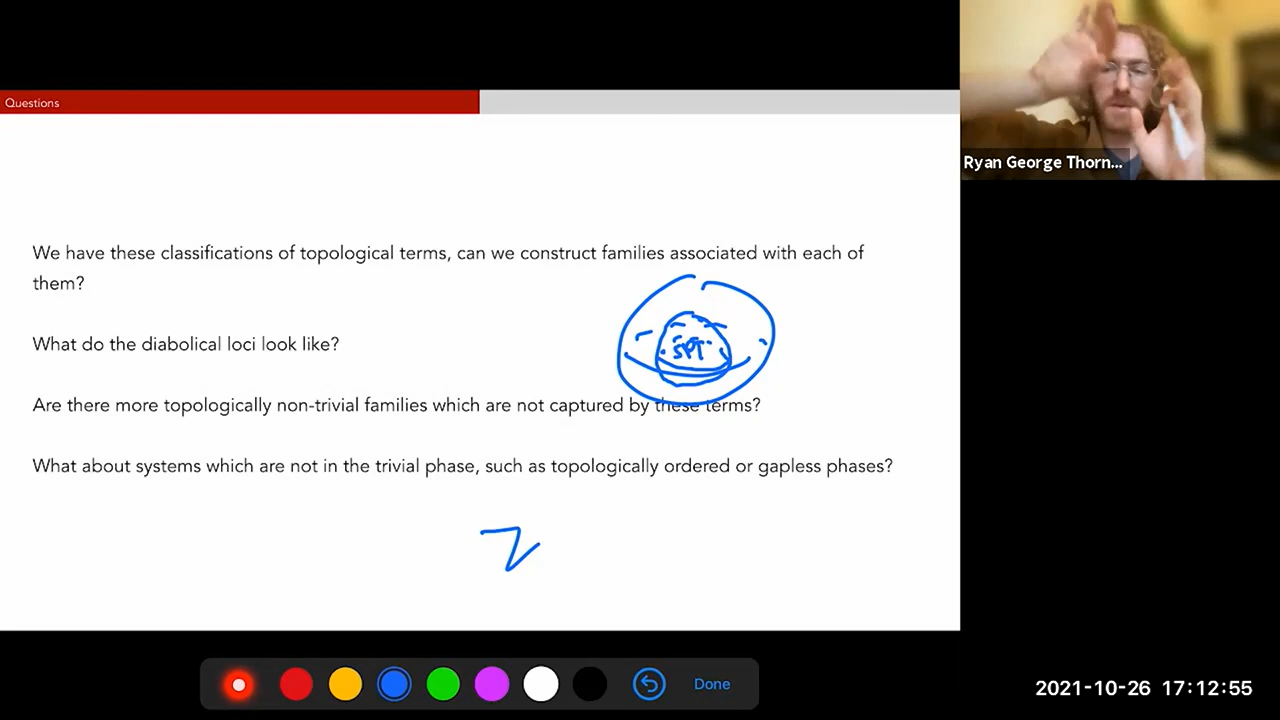 Questions
Ryan George Thorn...
We have these classifications of topological terms, can we construct families associated with each of
them?
SPT
What do the diabolical loci look like?
Are there more topologically non-trivial families which are not captured by these terms?
What about systems which are not in the trivial phase, such as topologically ordered or gapless phases?
Done
2021-10-26 17:12:55